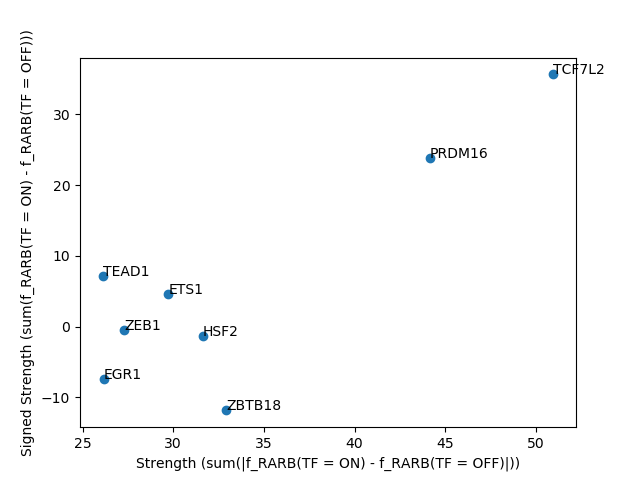 Signed Strength (sum(f_RARB(TF = ON) - f_RARB(TF = OFF)))
30
20
10
0
−10
TCF7L2
PRDM16
TEAD1
ETS1
ZEB1
HSF2
EGR1
ZBTB18
25 30 35 40 45 50
Strength (sum(|f_RARB(TF = ON) - f_RARB(TF = OFF)|))